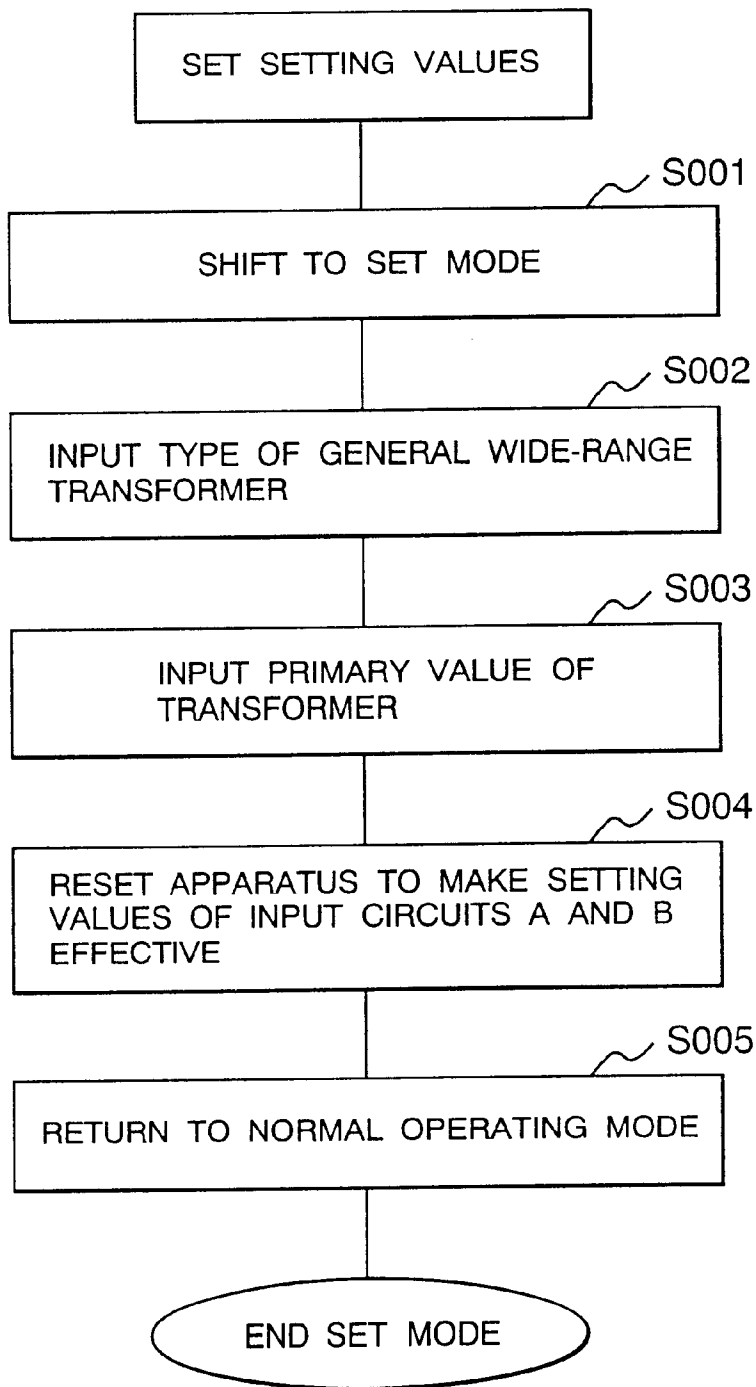 SET SETTING VALUES
S001
SHIFT TO SET MODE
S002
INPUT TYPE OF GENERAL WIDE-RANGE
TRANSFORMER
S003
INPUT PRIMARY VALUE OF
TRANSFORMER
S004
RESET APPARATUS TO MAKE SETTING
VALUES OF INPUT CIRCUITS A AND B
EFFECTIVE
S005
RETURN TO NORMAL OPERATING MODE
END SET MODE